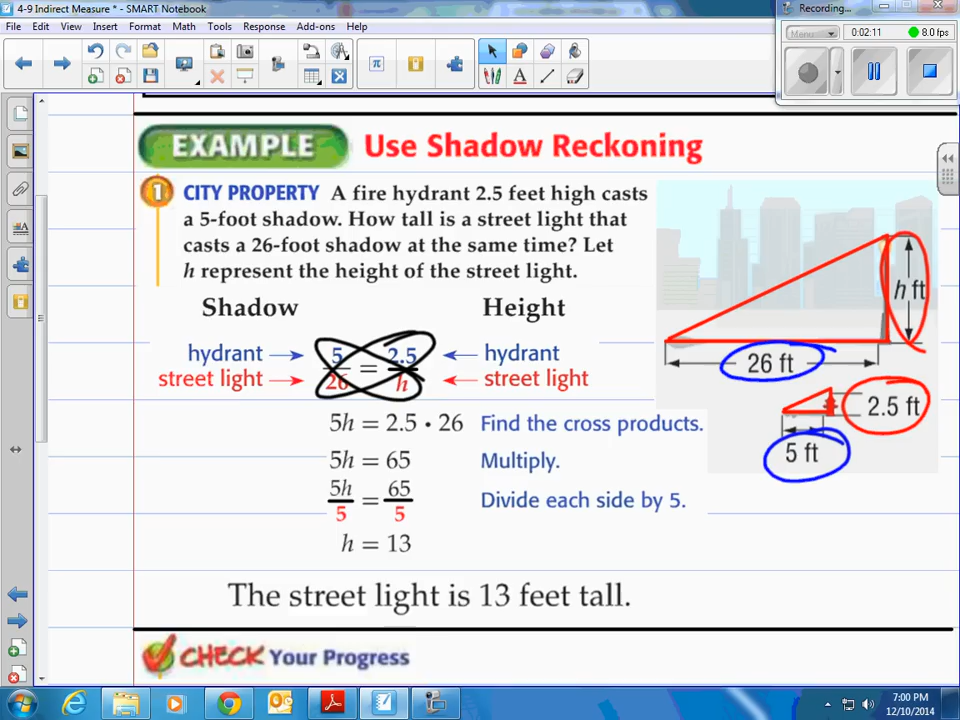 4-9 Indirect Measure * - SMART Notebook
Recording...
File Edit View Insert Format Math Tools Response Add-ons Help
Menu 0:02:11 8.0 fps
EXAMPLE Use Shadow Reckoning
1 CITY PROPERTY A fire hydrant 2.5 feet high casts
a 5-foot shadow. How tall is a street light that
casts a 26-foot shadow at the same time? Let
h represent the height of the street light.
Shadow Height
hydrant → 5 = 2.5 ← hydrant
street light → 26 h ← street light
h ft
26 ft
2.5 ft
5 ft
5h = 2.5 • 26 Find the cross products.
5h = 65 Multiply.
5h = 65 Divide each side by 5.
5 5
h = 13
The street light is 13 feet tall.
CHECK Your Progress
7:00 PM
12/10/2014